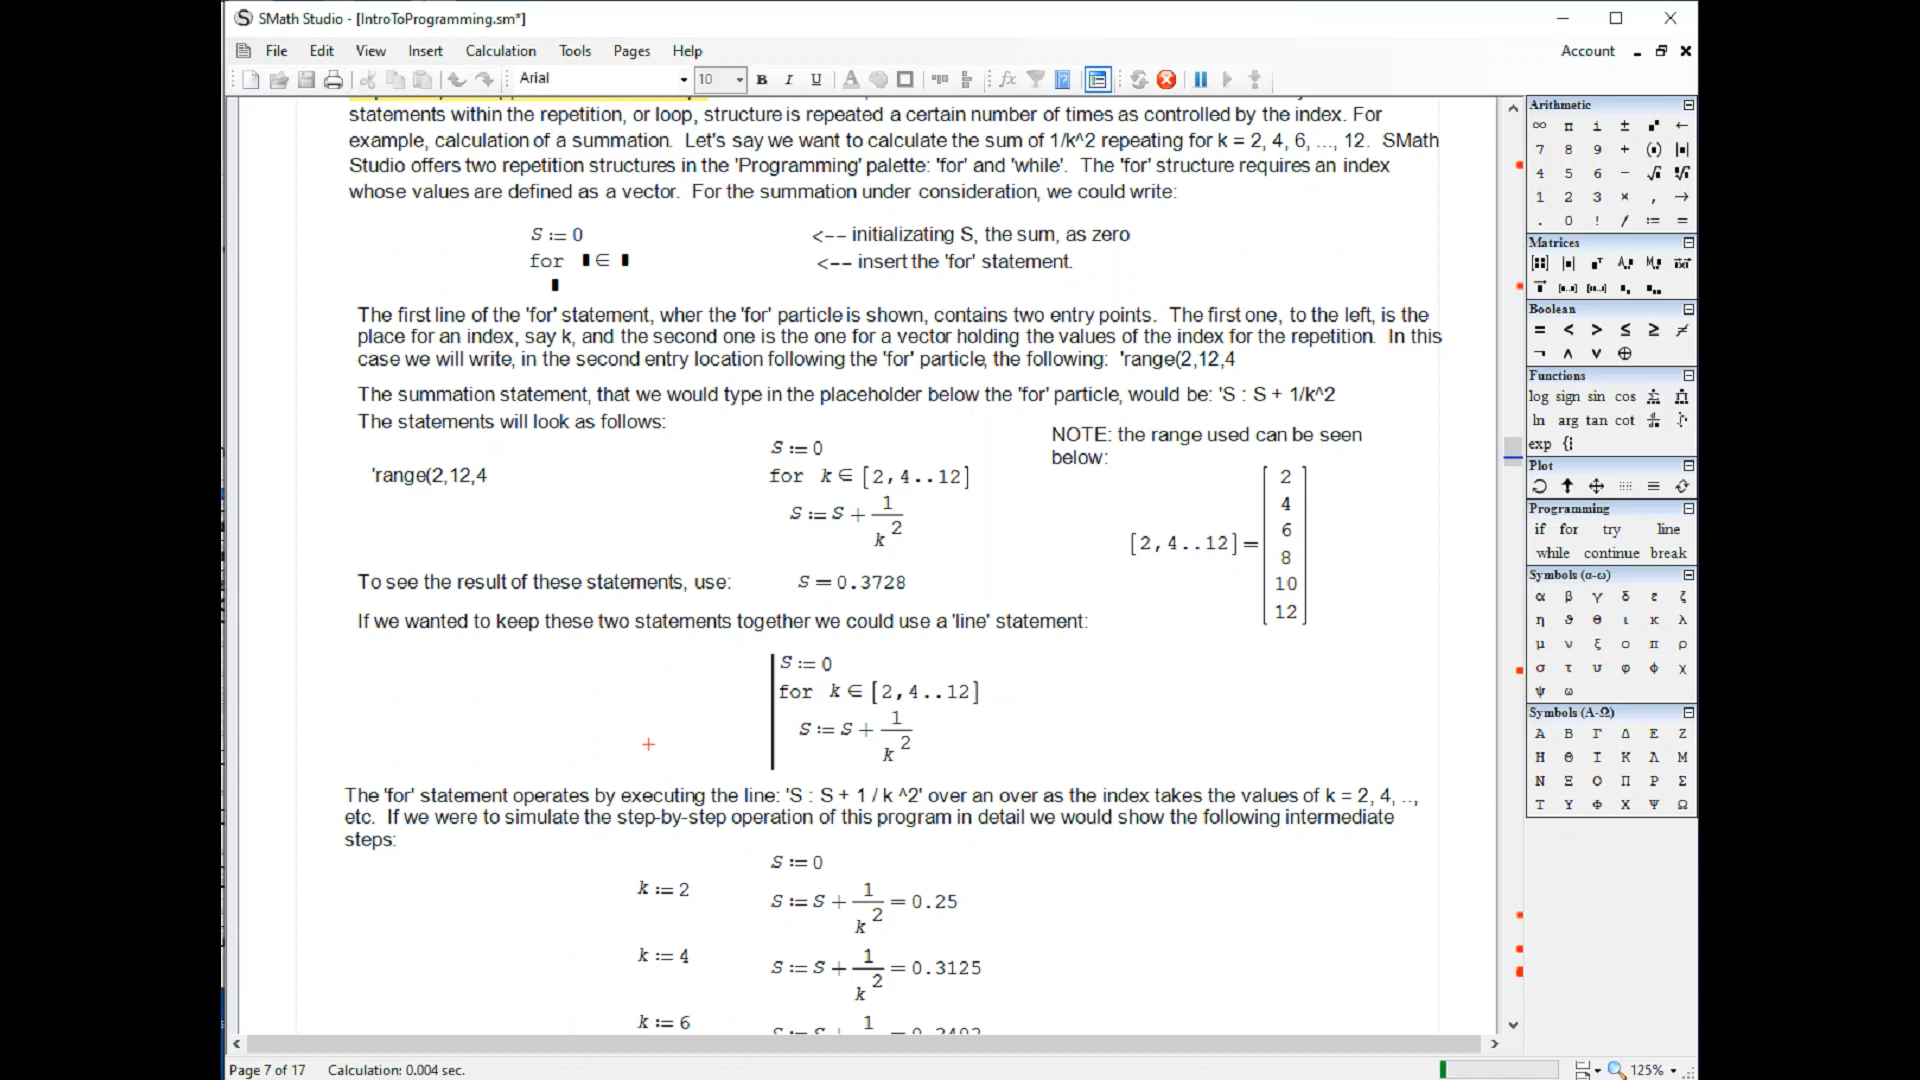 SMath Studio - [IntroToProgramming.sm*]
File Edit View Insert Calculation Tools Pages Help Account
Arial 10 B I U
statements within the repetition, or loop, structure is repeated a certain number of times as controlled by the index. For
example, calculation of a summation. Let's say we want to calculate the sum of 1/k^2 repeating for k = 2, 4, 6, ..., 12. SMath
Studio offers two repetition structures in the 'Programming' palette: 'for' and 'while'. The 'for' structure requires an index
whose values are defined as a vector. For the summation under consideration, we could write:
S := 0 <-- initializating S, the sum, as zero
for ▮ ∈ ▮ <-- insert the 'for' statement.
▮
The first line of the 'for' statement, wher the 'for' particle is shown, contains two entry points. The first one, to the left, is the
place for an index, say k, and the second one is the one for a vector holding the values of the index for the repetition. In this
case we will write, in the second entry location following the 'for' particle, the following: 'range(2,12,4
The summation statement, that we would type in the placeholder below the 'for' particle, would be: 'S : S + 1/k^2
The statements will look as follows:
'range(2,12,4
S := 0
for k ∈ [2,4..12]
S := S + 1/k^2
NOTE: the range used can be seen
below:
[2,4..12] =
2
4
6
8
10
12
To see the result of these statements, use: S = 0.3728
If we wanted to keep these two statements together we could use a 'line' statement:
S := 0
for k ∈ [2,4..12]
S := S + 1/k^2
The 'for' statement operates by executing the line: 'S : S + 1 / k ^2' over an over as the index takes the values of k = 2, 4, ..,
etc. If we were to simulate the step-by-step operation of this program in detail we would show the following intermediate
steps:
S := 0
k := 2 S := S + 1/k^2 = 0.25
k := 4 S := S + 1/k^2 = 0.3125
k := 6
Page 7 of 17 Calculation: 0.004 sec. 125%
Arithmetic
∞ π i ± ←
7 8 9 + (▪) |▪|
4 5 6 − √
1 2 3 × , →
. 0 ! / := =
Matrices
Boolean
= < > ≤ ≥ ≠
¬ ∧ ∨ ⊕
Functions
log sign sin cos
ln arg tan cot
exp
Plot
Programming
if for try line
while continue break
Symbols (α-ω)
α β γ δ ε ζ
η ϑ θ ι κ λ
μ ν ξ ο π ρ
σ τ υ φ ϕ χ
ψ ω
Symbols (Α-Ω)
Α Β Γ Δ Ε Ζ
Η Θ Ι Κ Λ Μ
Ν Ξ Ο Π Ρ Σ
Τ Υ Φ Χ Ψ Ω